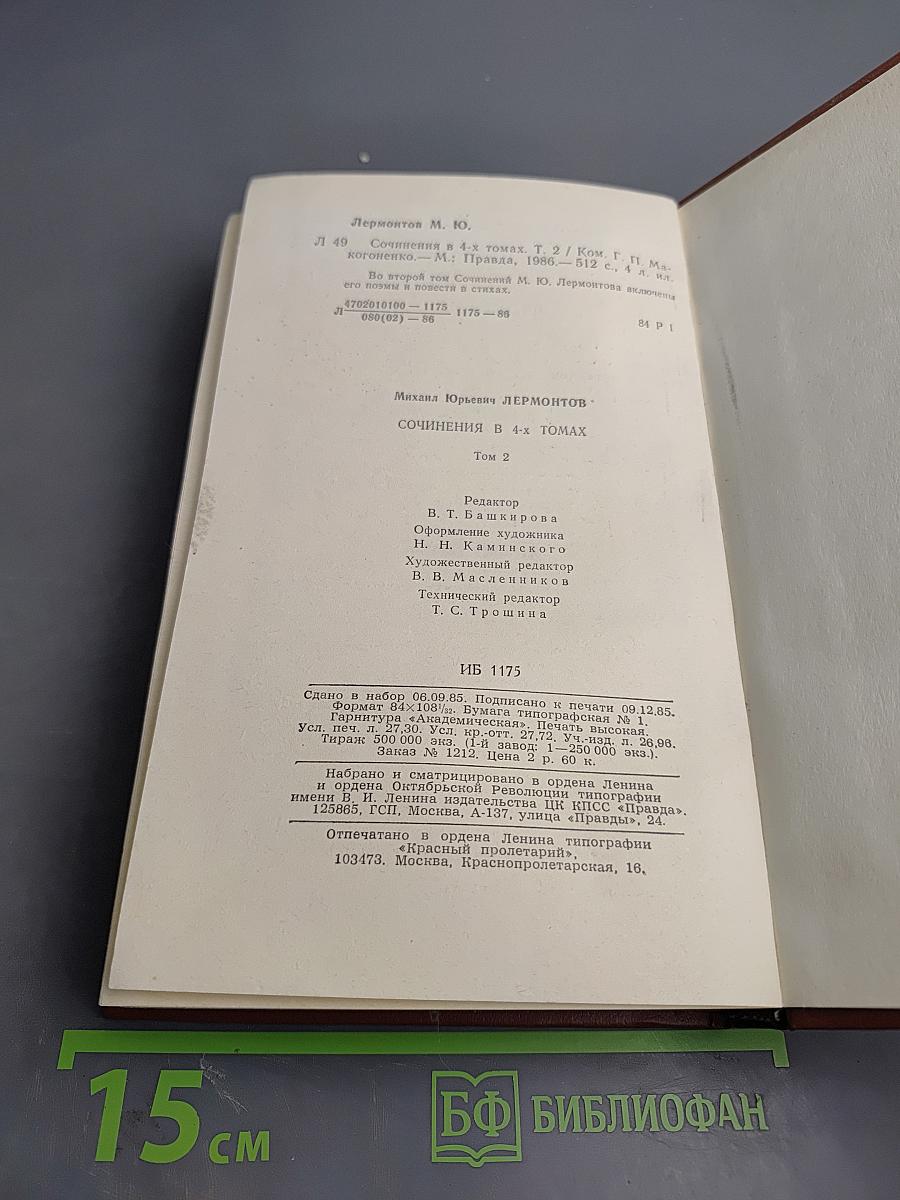 Лермонтов М. Ю.
Л 49 Сочинения в 4-х томах. Т. 2 / Ком. Г. П. Ма-
когоненко.— М.: Правда, 1986.— 512 с., 4 л. ил.
Во второй том Сочинений М. Ю. Лермонтова включены
его поэмы и повести в стихах.
Л 4702010100 — 1175 1175 — 86
080(02) — 86
84 Р 1
Михаил Юрьевич ЛЕРМОНТОВ
СОЧИНЕНИЯ В 4-х ТОМАХ
Том 2
Редактор
В. Т. Башкирова
Оформление художника
Н. Н. Каминского
Художественный редактор
В. В. Масленников
Технический редактор
Т. С. Трошина
ИБ 1175
Сдано в набор 06.09.85. Подписано к печати 09.12.85.
Формат 84×108¹/₃₂. Бумага типографская № 1.
Гарнитура «Академическая». Печать высокая.
Усл. печ. л. 27,30. Усл. кр.-отт. 27,72. Уч.-изд. л. 26,96.
Тираж 500 000 экз. (1-й завод: 1—250 000 экз.).
Заказ № 1212. Цена 2 р. 60 к.
Набрано и сматрицировано в ордена Ленина
и ордена Октябрьской Революции типографии
имени В. И. Ленина издательства ЦК КПСС «Правда».
125865, ГСП, Москва, А-137, улица «Правды», 24.
Отпечатано в ордена Ленина типографии
«Красный пролетарий»,
103473. Москва, Краснопролетарская, 16.
15 см
БФ БИБЛИОФАН